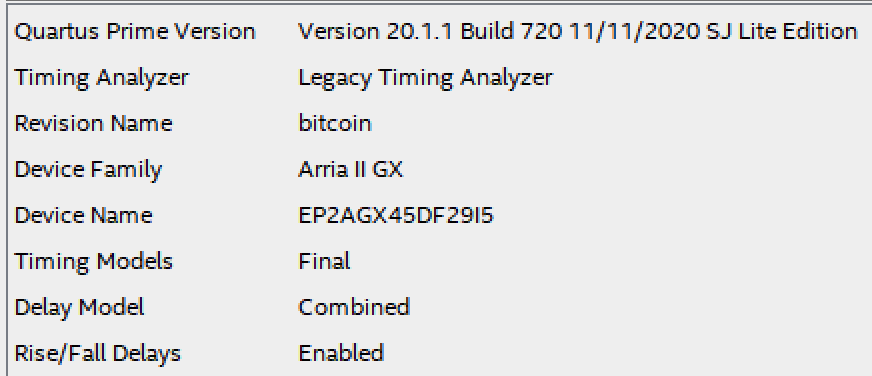 Quartus Prime Version Version 20.1.1 Build 720 11/11/2020 SJ Lite Edition
Timing Analyzer Legacy Timing Analyzer
Revision Name bitcoin
Device Family Arria II GX
Device Name EP2AGX45DF29I5
Timing Models Final
Delay Model Combined
Rise/Fall Delays Enabled